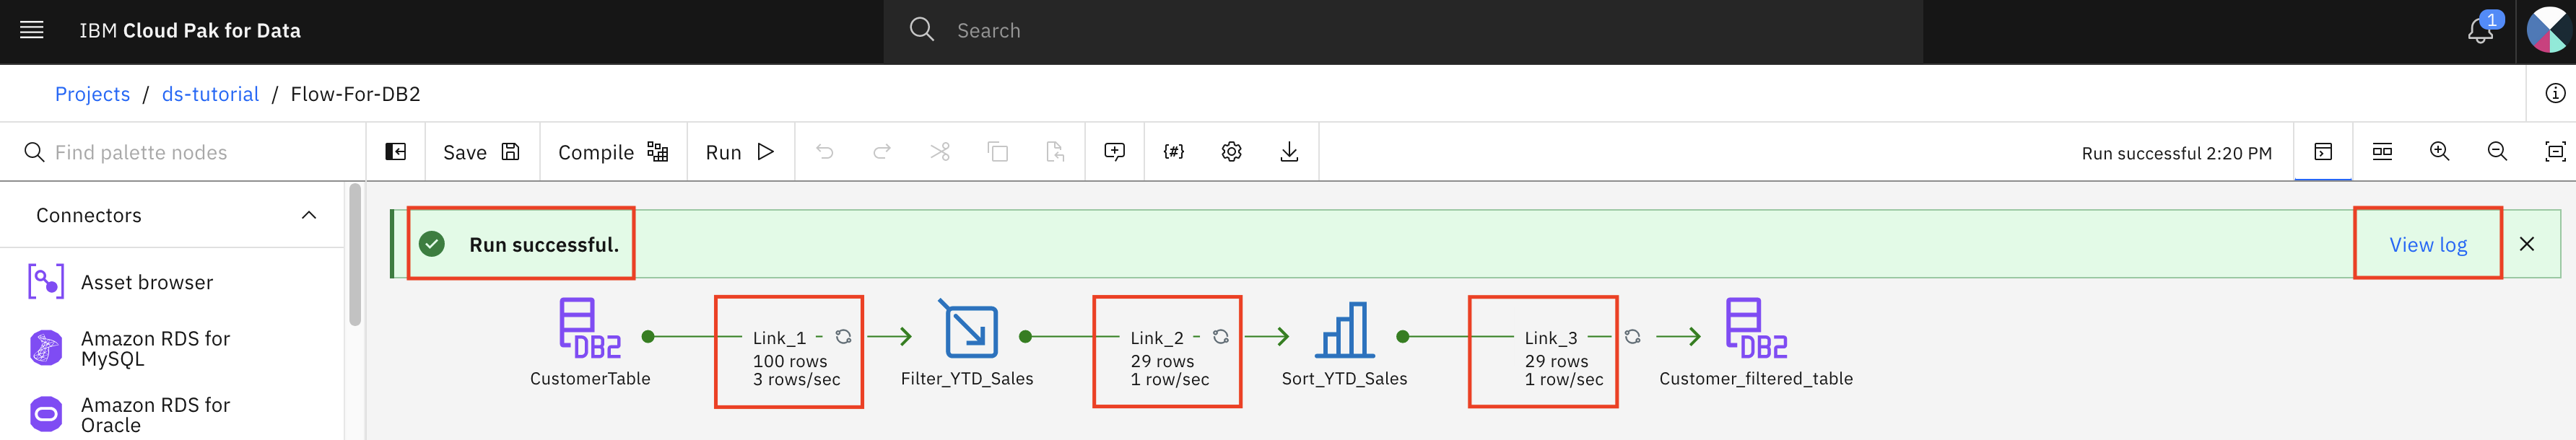 IBM Cloud Pak for Data
Search
1
Projects / ds-tutorial / Flow-For-DB2
Find palette nodes
Save
Compile
Run
{#}
Run successful 2:20 PM
Connectors
Run successful.
View log
Asset browser
Amazon RDS for
MySQL
Amazon RDS for
Oracle
DB2
CustomerTable
Link_1
100 rows
3 rows/sec
Filter_YTD_Sales
Link_2
29 rows
1 row/sec
Sort_YTD_Sales
Link_3
29 rows
1 row/sec
DB2
Customer_filtered_table